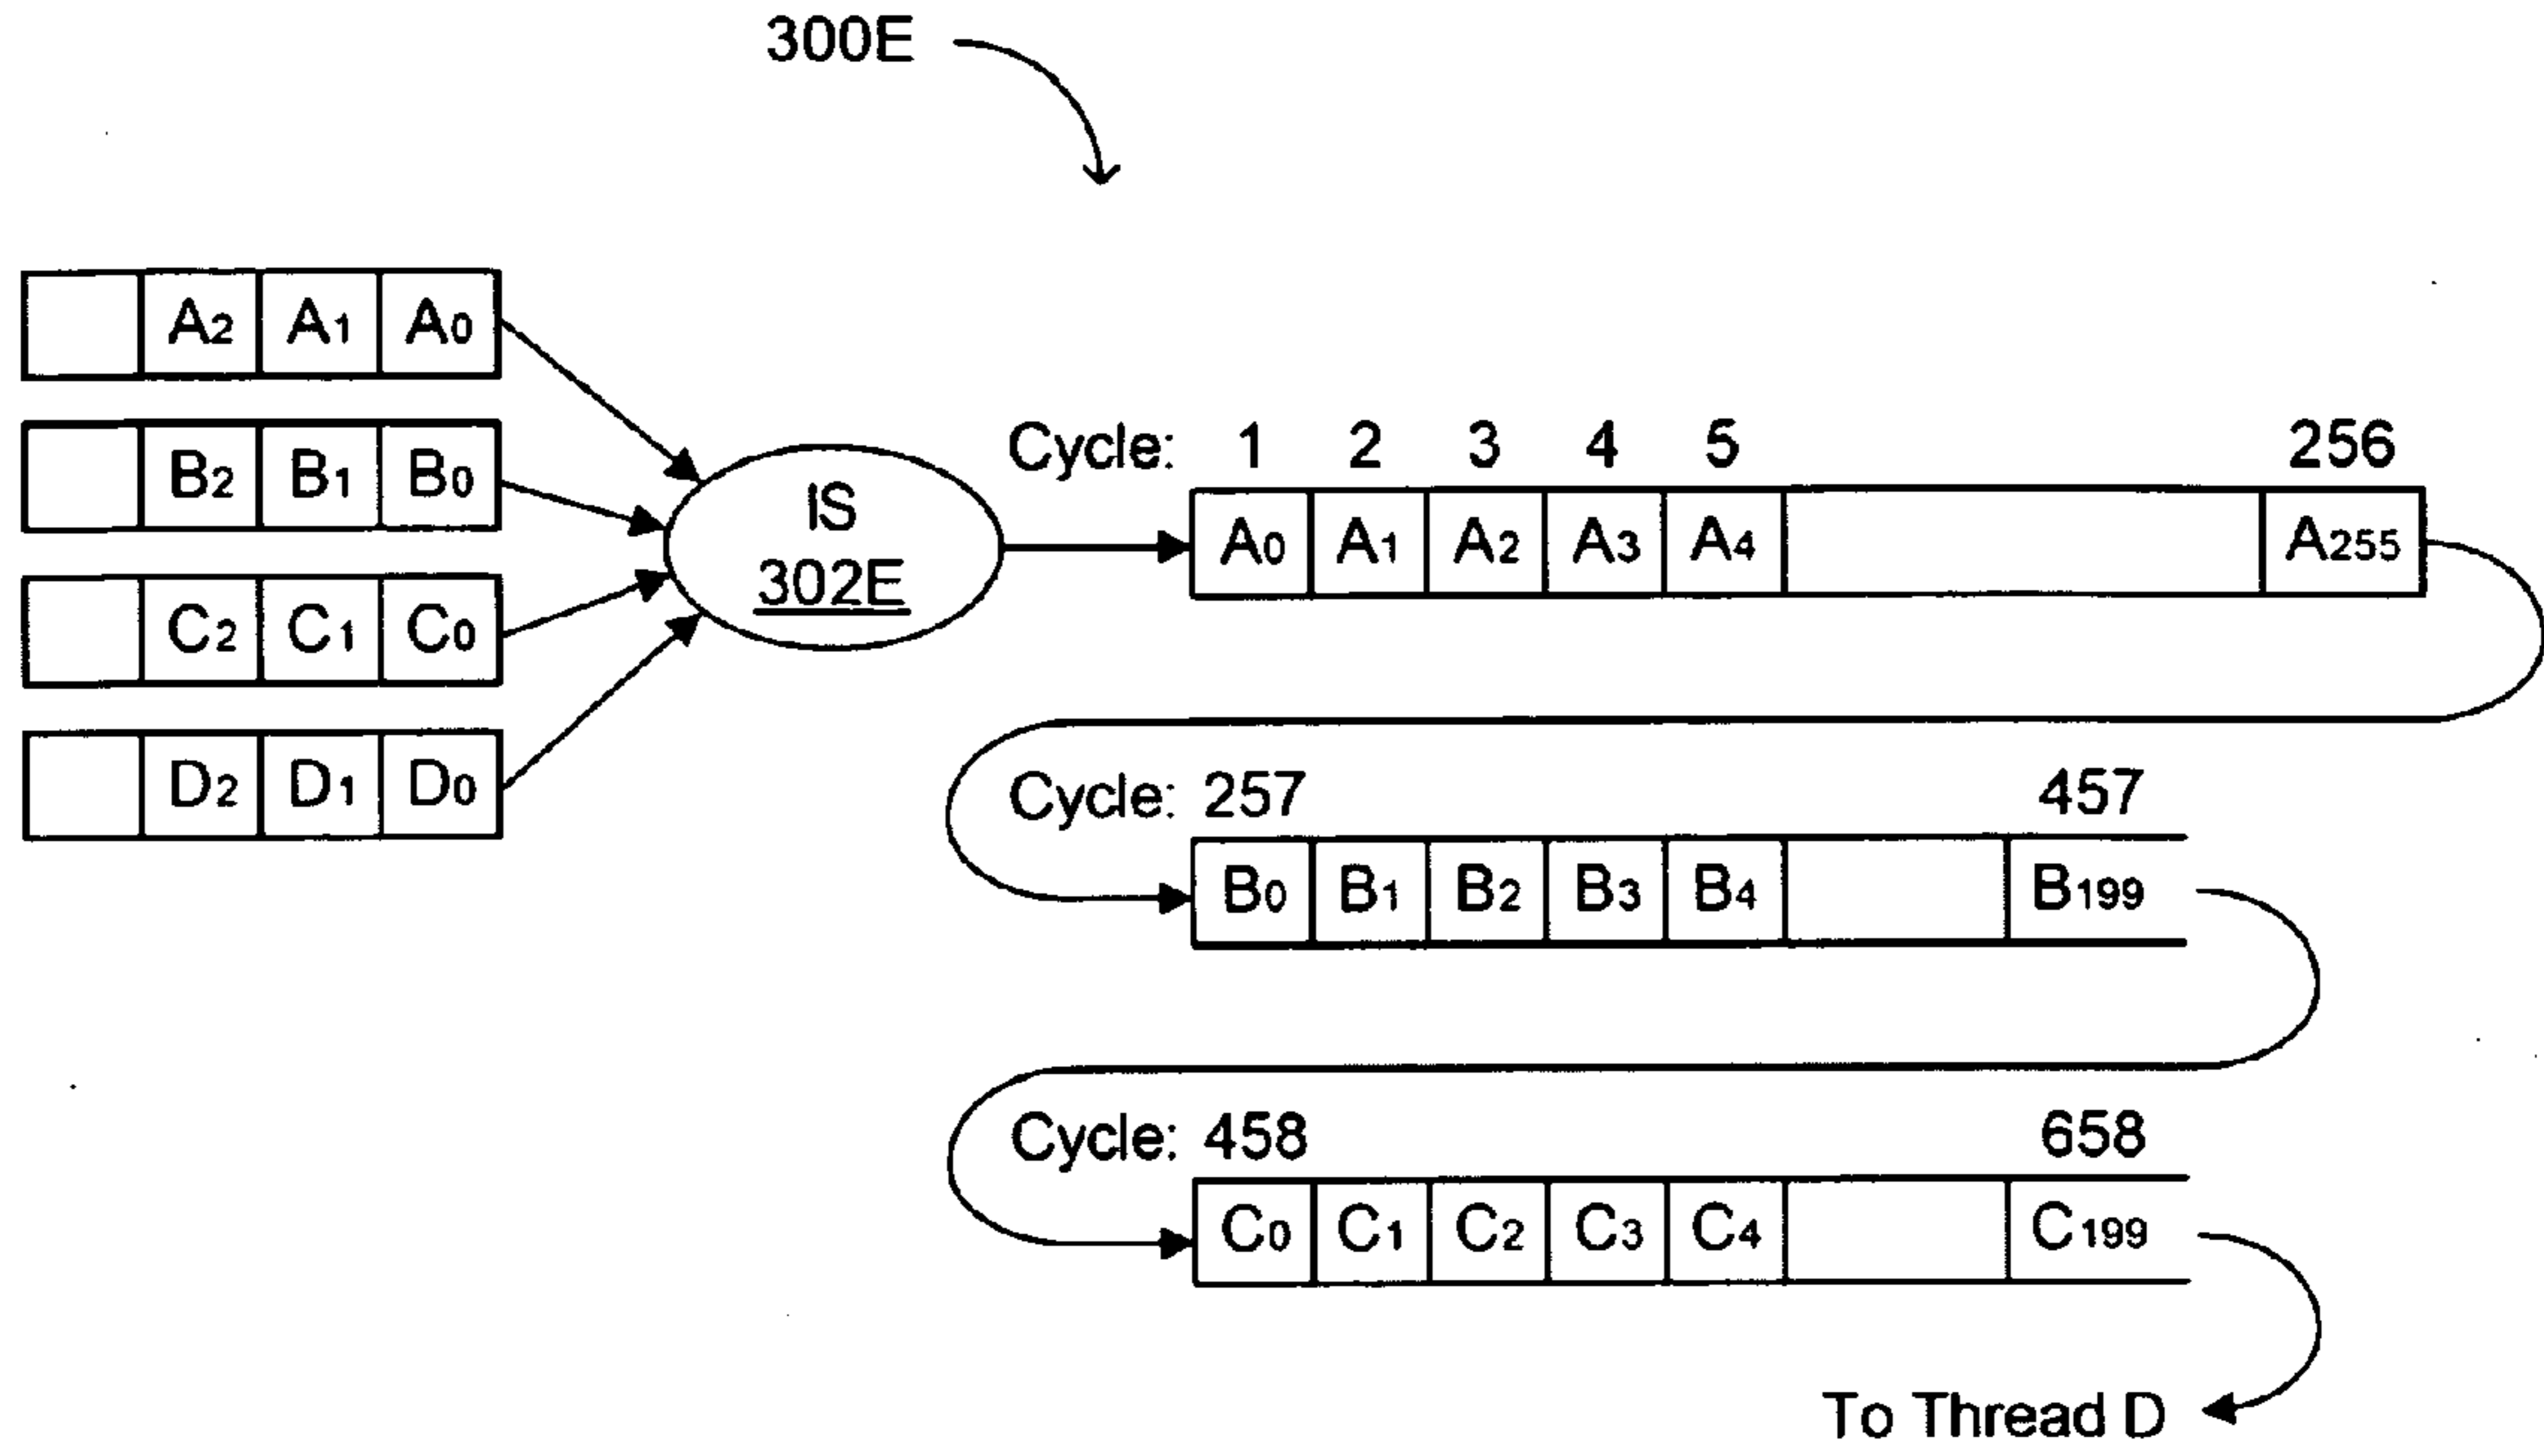 300E
A2 A1 A0
B2 B1 B0
C2 C1 C0
D2 D1 D0
IS
302E
Cycle: 1 2 3 4 5 256
A0 A1 A2 A3 A4 A255
Cycle: 257 457
B0 B1 B2 B3 B4 B199
Cycle: 458 658
C0 C1 C2 C3 C4 C199
To Thread D